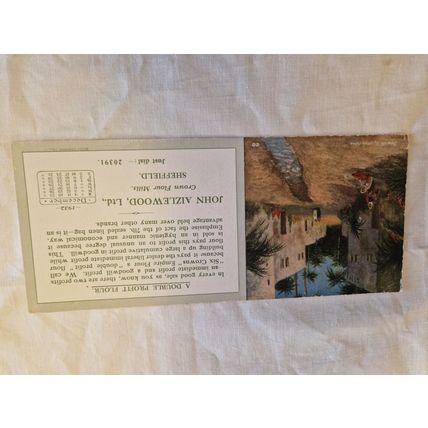 A DOUBLE PROFIT FLOUR.
In every good sale, as you know, are two profits
an immediate profit and a goodwill profit. We call
"Six Crowns" Empire Flour a "double profit" flour
because it pays the dealer liberal immediate profit while
building up a large cumulative profit in goodwill. This
flour pays this profit to an unusual degree because it
is sold in an hygienic manner and economical way.
Emphasise the fact of the 7lb. sealed linen bag—it is an
advantage held over many other brands.
JOHN AIZLEWOOD, Ltd.,
Crown Flour Mills,
SHEFFIELD.
Just dial:— 20391.
1932 December